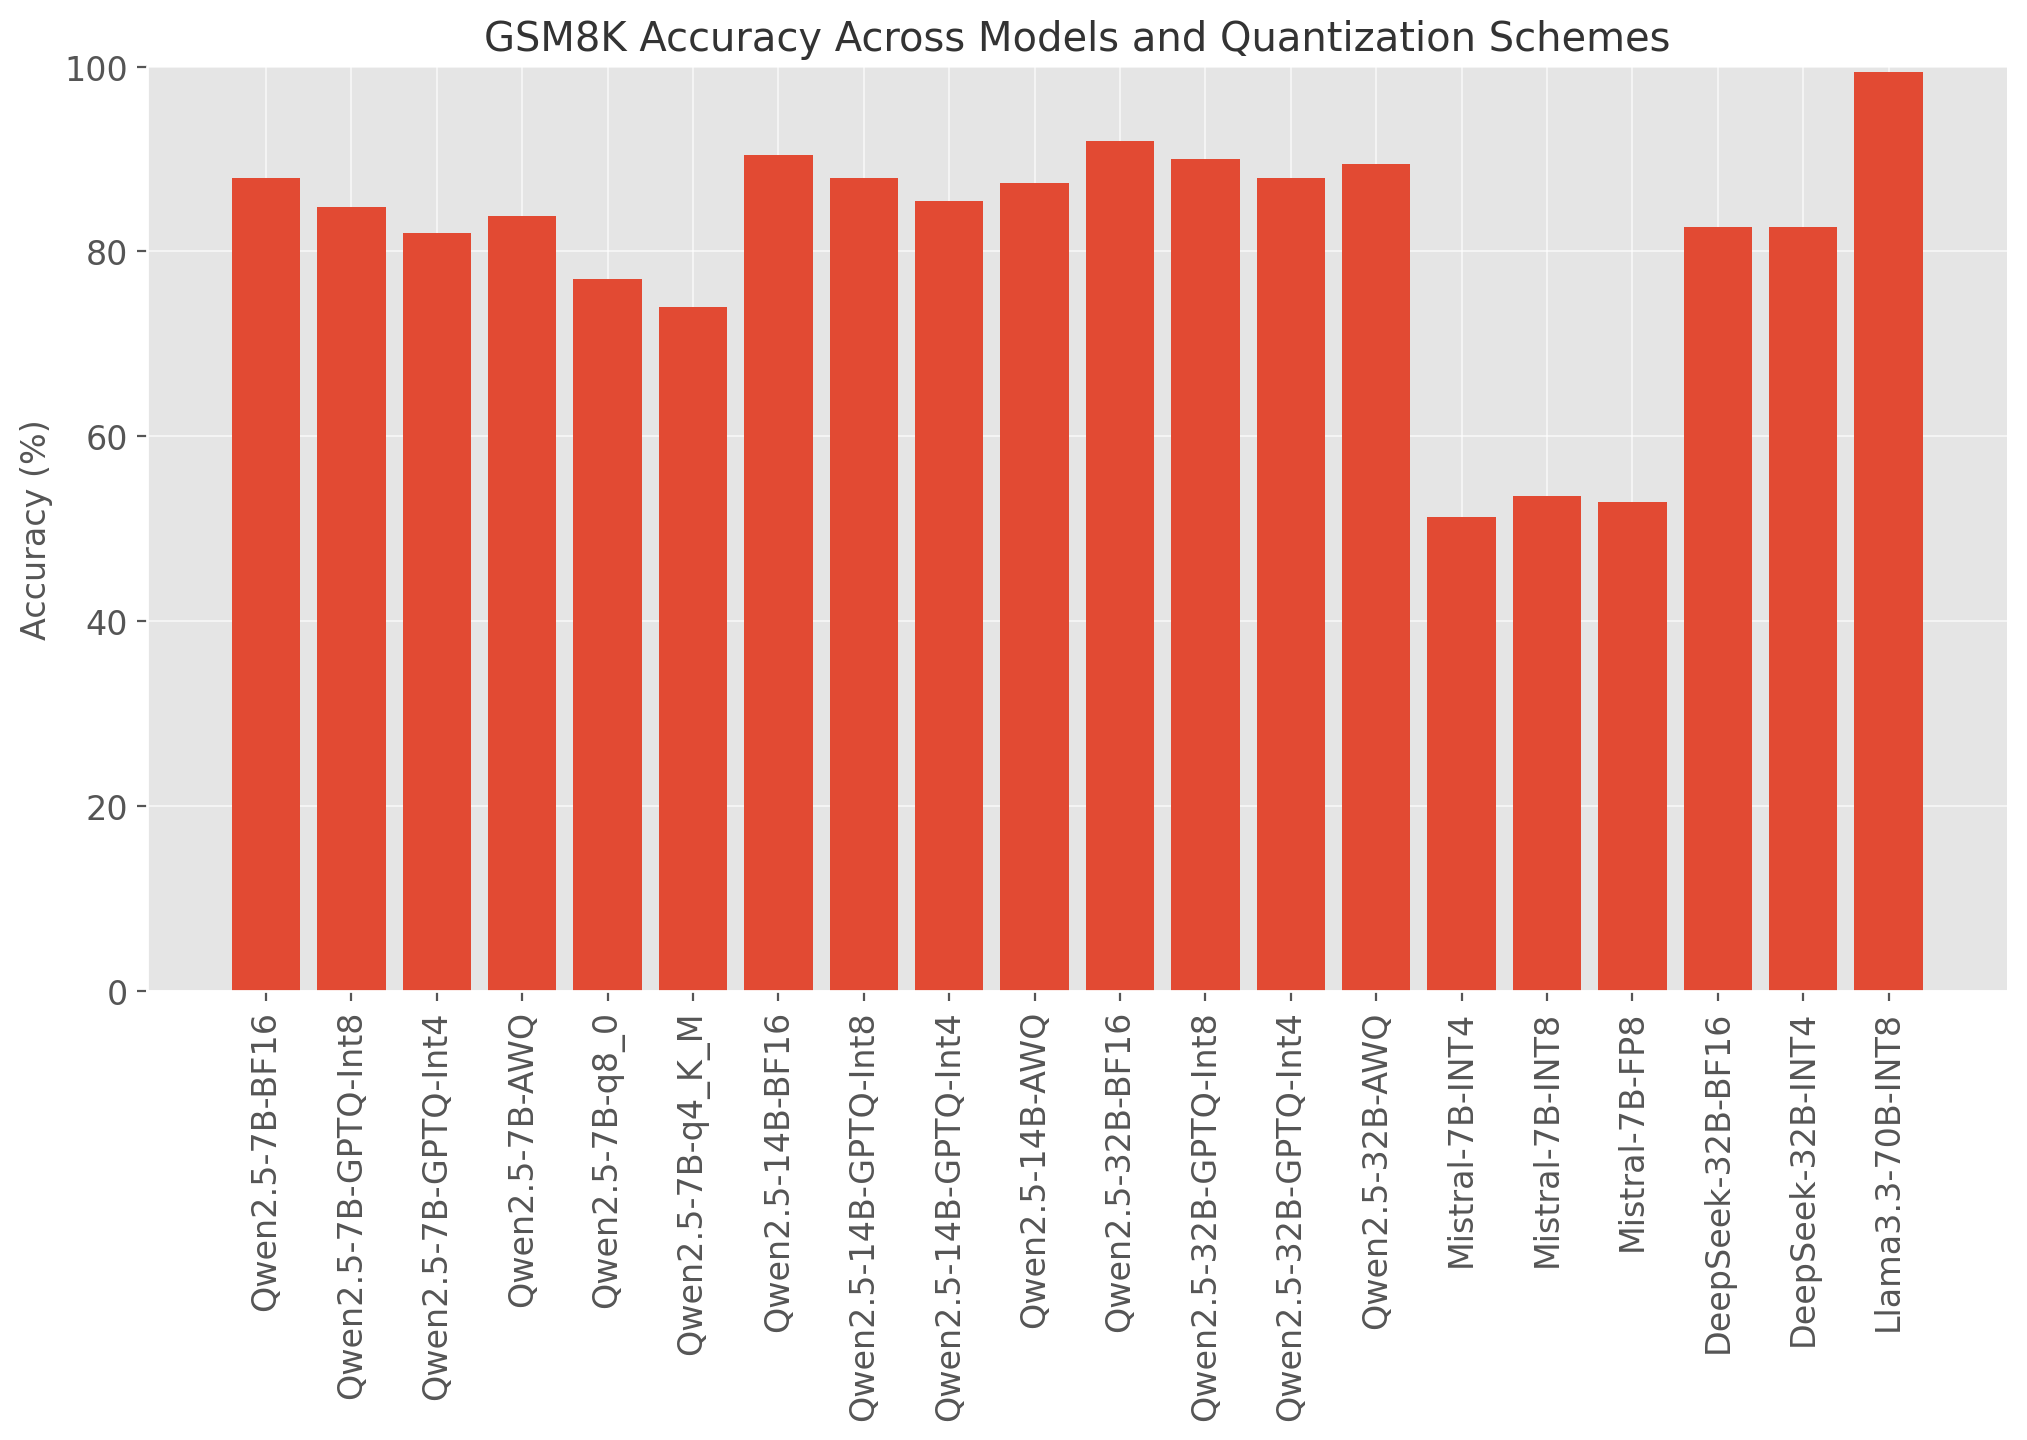 GSM8K Accuracy Across Models and Quantization Schemes
Accuracy (%)
100
80
60
40
20
0
Qwen2.5-7B-BF16
Qwen2.5-7B-GPTQ-Int8
Qwen2.5-7B-GPTQ-Int4
Qwen2.5-7B-AWQ
Qwen2.5-7B-q8_0
Qwen2.5-7B-q4_K_M
Qwen2.5-14B-BF16
Qwen2.5-14B-GPTQ-Int8
Qwen2.5-14B-GPTQ-Int4
Qwen2.5-14B-AWQ
Qwen2.5-32B-BF16
Qwen2.5-32B-GPTQ-Int8
Qwen2.5-32B-GPTQ-Int4
Qwen2.5-32B-AWQ
Mistral-7B-INT4
Mistral-7B-INT8
Mistral-7B-FP8
DeepSeek-32B-BF16
DeepSeek-32B-INT4
Llama3.3-70B-INT8